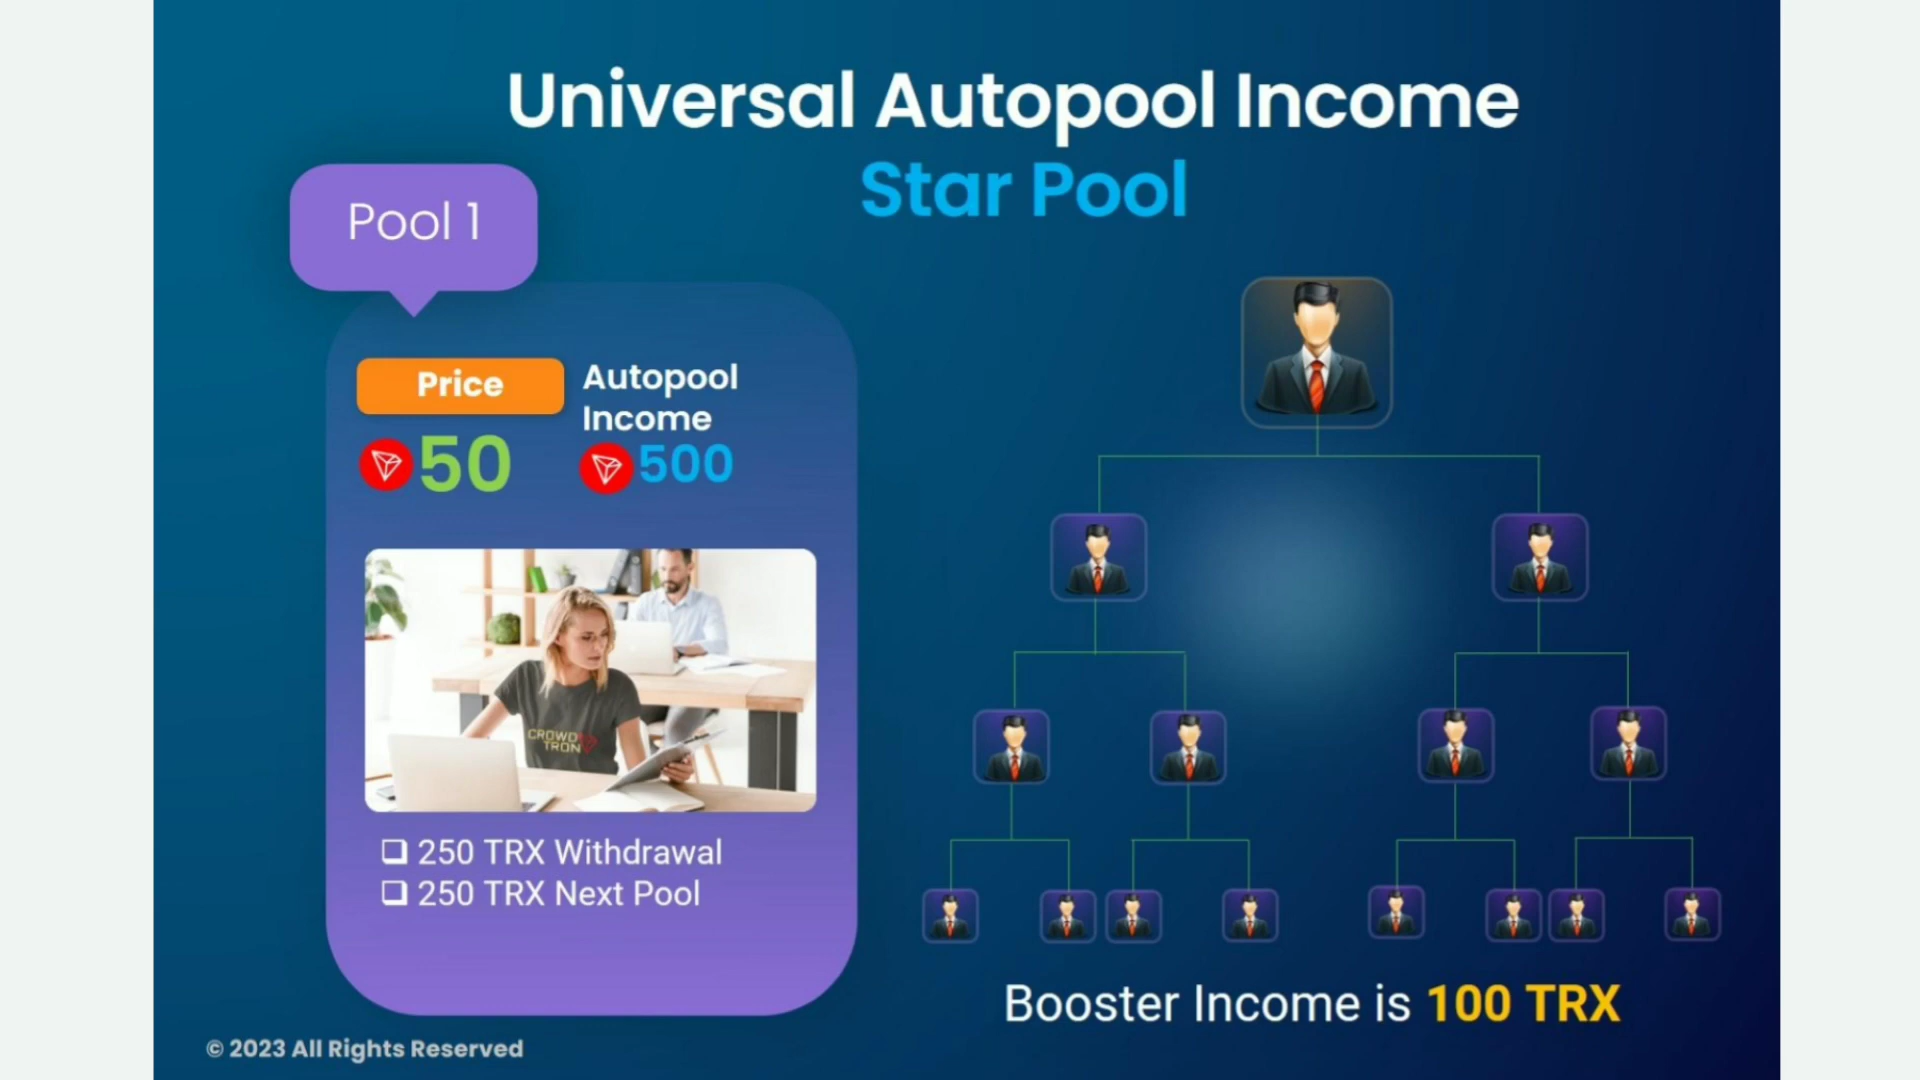 Universal Autopool Income
Star Pool
Pool 1
Price
Autopool
Income
50
500
CROWD
TRON
❑ 250 TRX Withdrawal
❑ 250 TRX Next Pool
Booster Income is 100 TRX
© 2023 All Rights Reserved